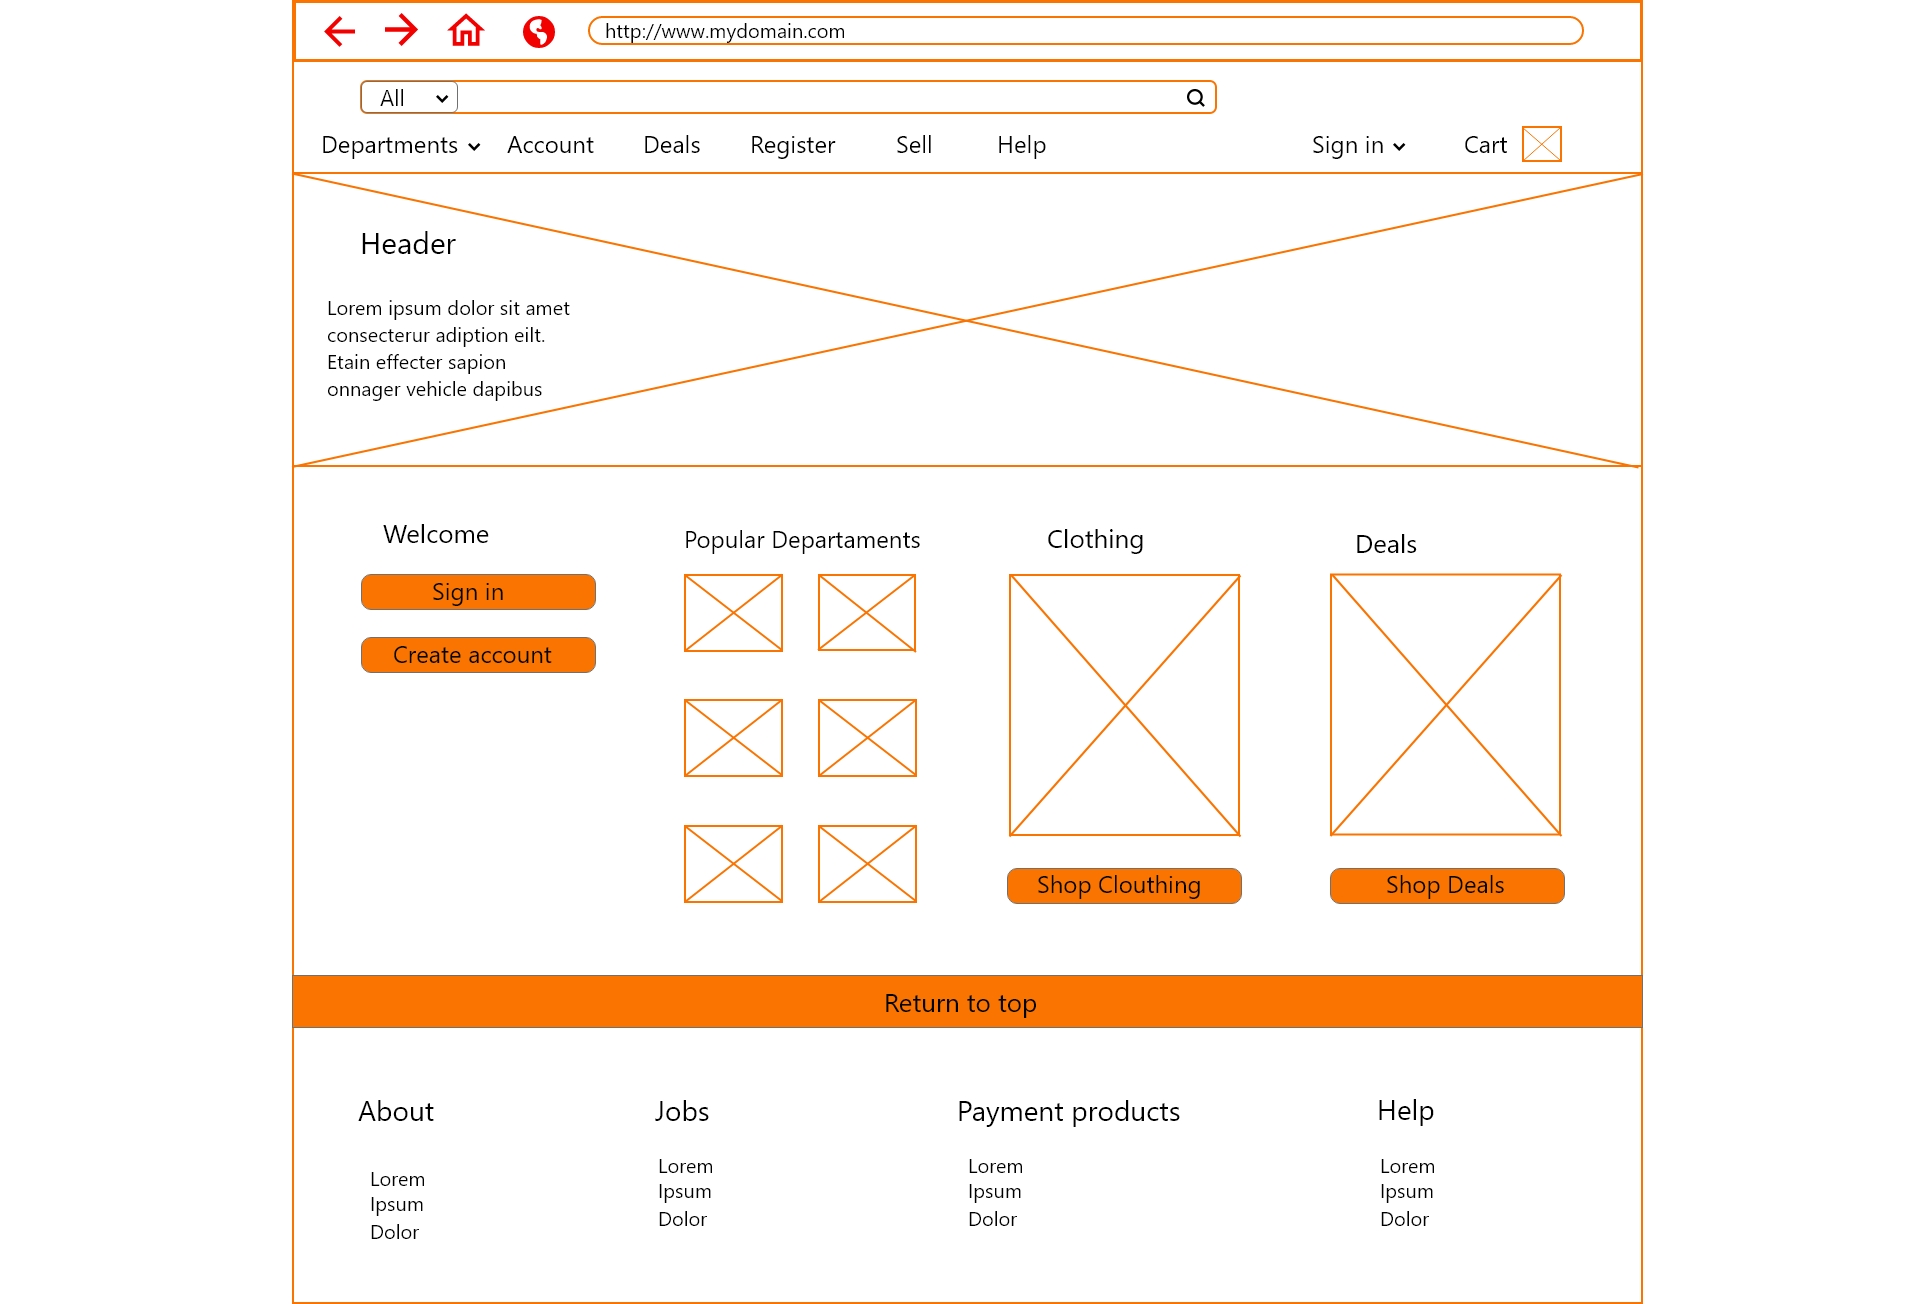 http://www.mydomain.com
All
Departments Account Deals Register Sell Help Sign in Cart
Header
Lorem ipsum dolor sit amet
consecterur adiption eilt.
Etain effecter sapion
onnager vehicle dapibus
Welcome
Sign in
Create account
Popular Departaments
Clothing
Shop Clouthing
Deals
Shop Deals
Return to top
About
Lorem
Ipsum
Dolor
Jobs
Lorem
Ipsum
Dolor
Payment products
Lorem
Ipsum
Dolor
Help
Lorem
Ipsum
Dolor